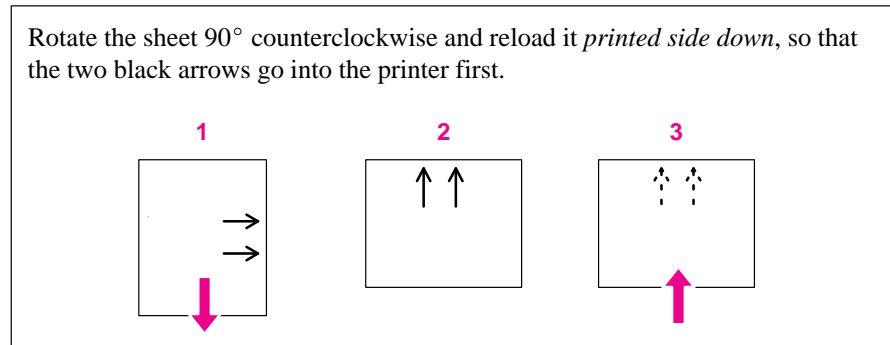 Rotate the sheet 90° counterclockwise and reload it printed side down, so that
the two black arrows go into the printer first.
1 2 3